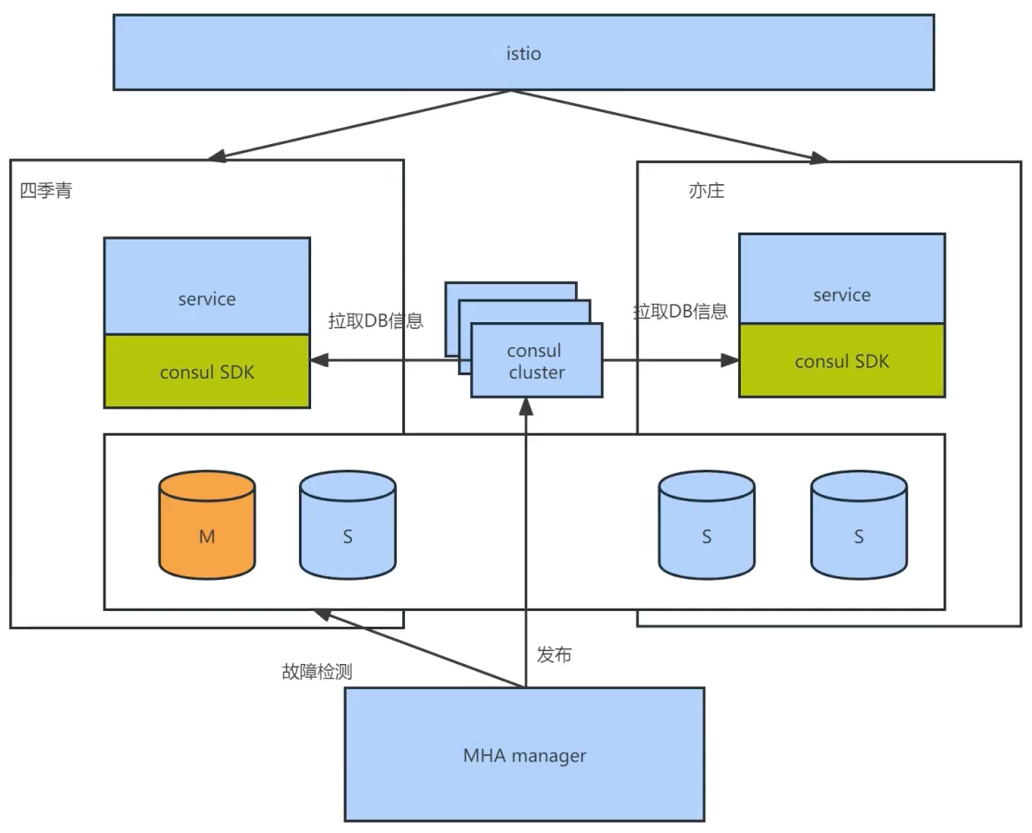 istio
四季青
亦庄
service
service
拉取DB信息
拉取DB信息
consul
cluster
consul SDK
consul SDK
M
S
S
S
故障检测
发布
MHA manager